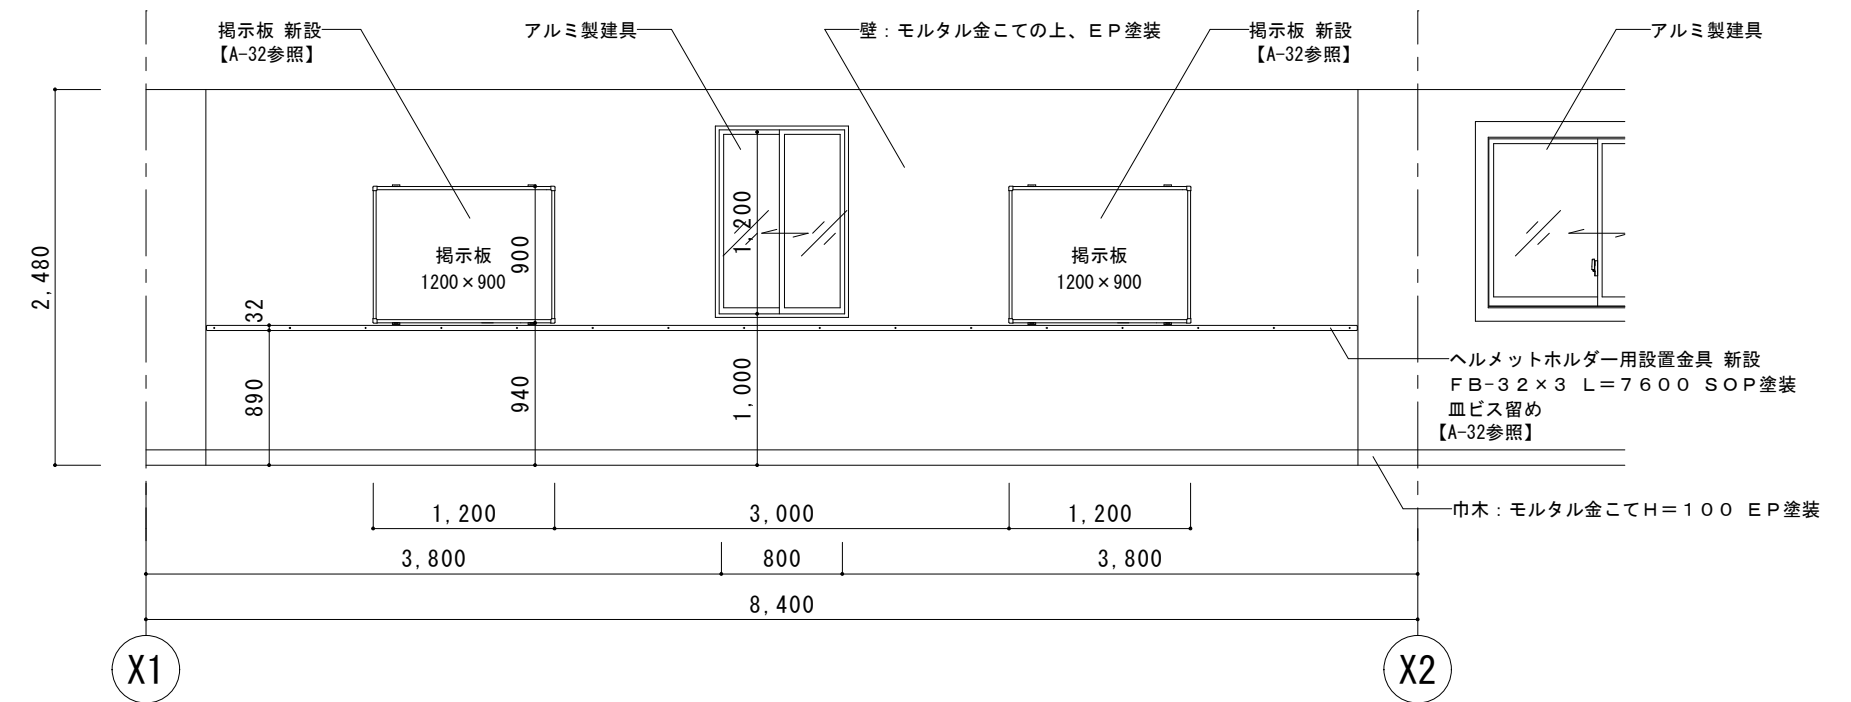 掲示板 新設
【A-32参照】
アルミ製建具
壁：モルタル金こての上、ＥＰ塗装
掲示板 新設
【A-32参照】
アルミ製建具
2,480
掲示板
1200×900
900
1,200
掲示板
1200×900
32
890
940
1,000
ヘルメットホルダー用設置金具 新設
ＦＢ-３２×３ Ｌ＝７６００ ＳＯＰ塗装
皿ビス留め
【A-32参照】
巾木：モルタル金こてＨ＝１００ ＥＰ塗装
1,200
3,000
1,200
3,800
800
3,800
8,400
X1
X2